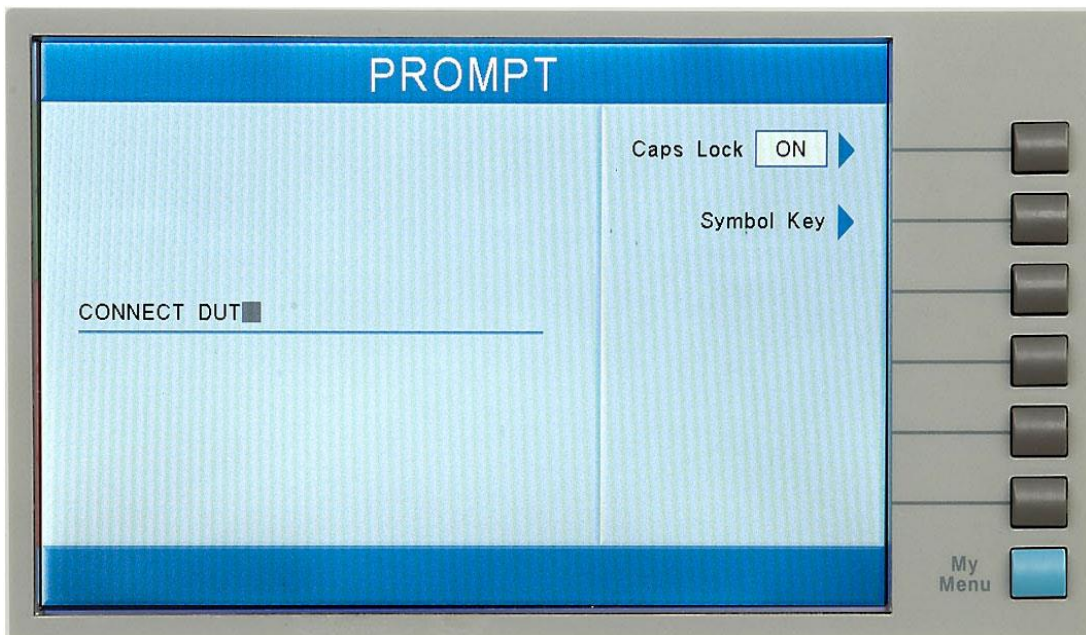 PROMPT
Caps Lock ON
Symbol Key
CONNECT DUT
My
Menu